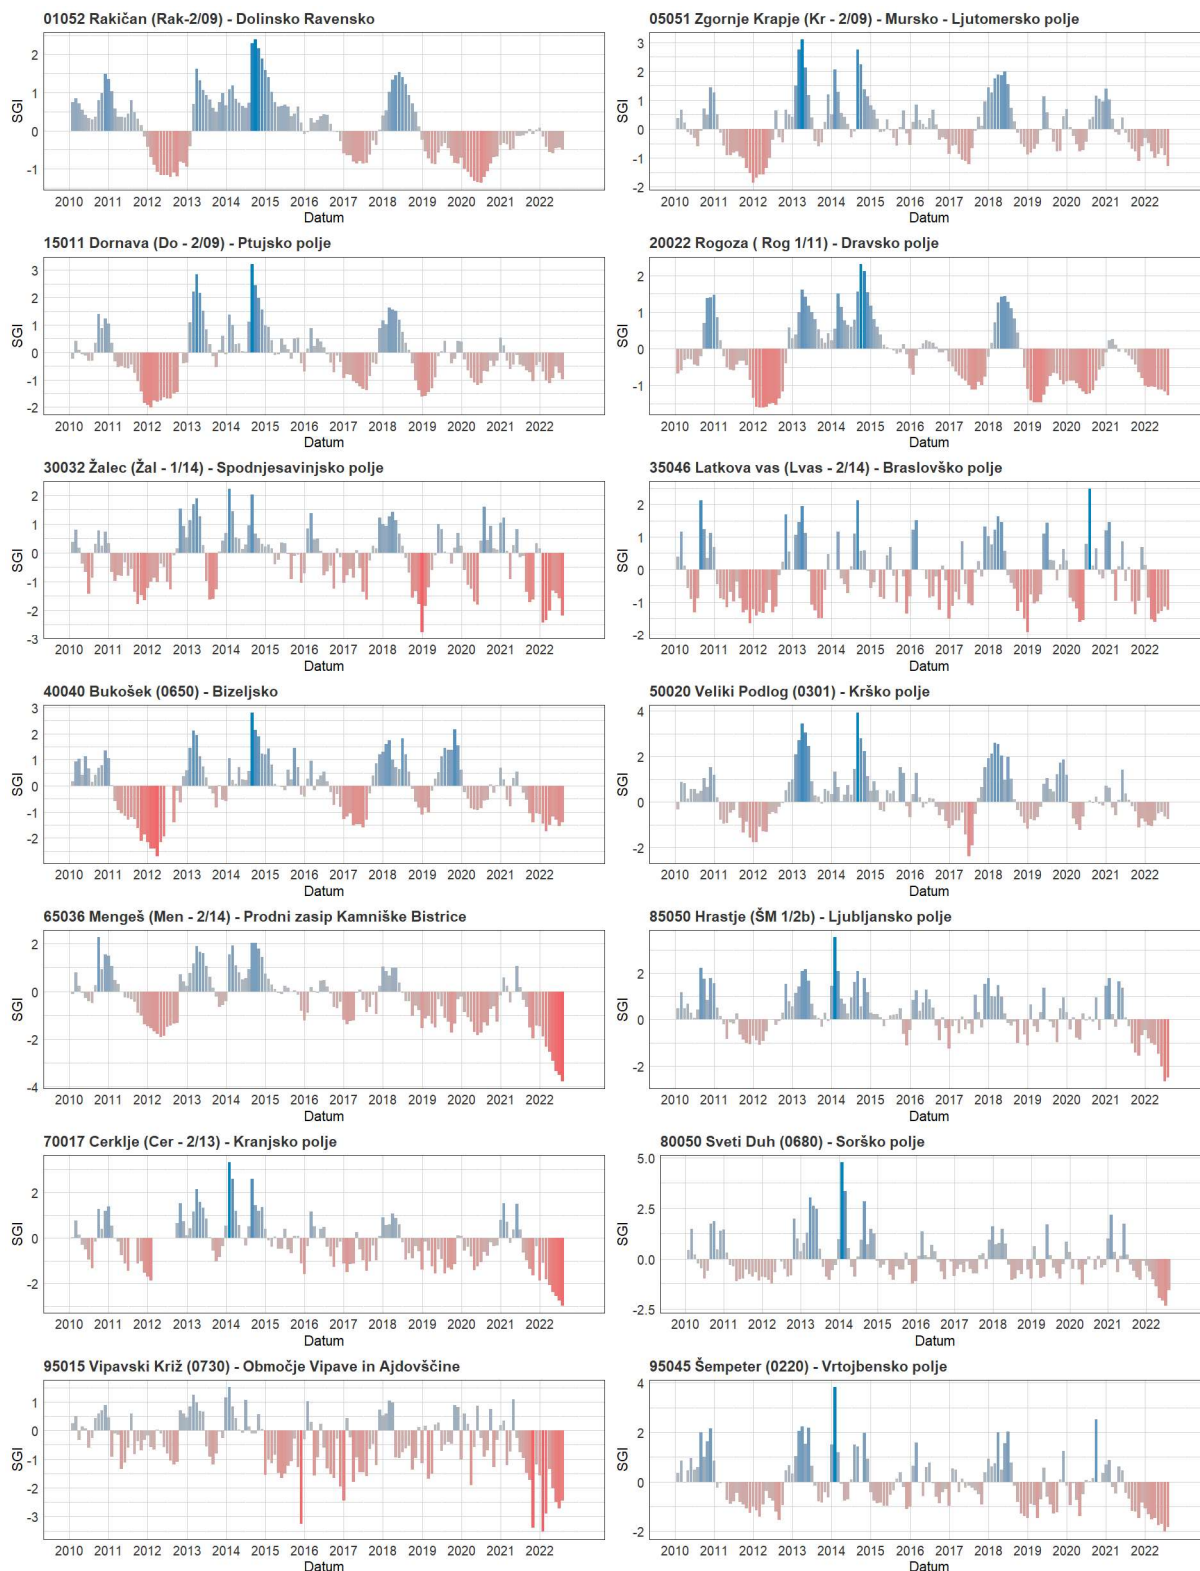 01052 Rakičan (Rak-2/09) - Dolinsko Ravensko
SGI
2
1
0
-1
2010 2011 2012 2013 2014 2015 2016 2017 2018 2019 2020 2021 2022
Datum
05051 Zgornje Krapje (Kr - 2/09) - Mursko - Ljutomersko polje
SGI
3
2
1
0
-1
-2
2010 2011 2012 2013 2014 2015 2016 2017 2018 2019 2020 2021 2022
Datum
15011 Dornava (Do - 2/09) - Ptujsko polje
SGI
3
2
1
0
-1
-2
2010 2011 2012 2013 2014 2015 2016 2017 2018 2019 2020 2021 2022
Datum
20022 Rogoza ( Rog 1/11) - Dravsko polje
SGI
2
1
0
-1
2010 2011 2012 2013 2014 2015 2016 2017 2018 2019 2020 2021 2022
Datum
30032 Žalec (Žal - 1/14) - Spodnjesavinjsko polje
SGI
2
1
0
-1
-2
-3
2010 2011 2012 2013 2014 2015 2016 2017 2018 2019 2020 2021 2022
Datum
35046 Latkova vas (Lvas - 2/14) - Braslovško polje
SGI
2
1
0
-1
-2
2010 2011 2012 2013 2014 2015 2016 2017 2018 2019 2020 2021 2022
Datum
40040 Bukošek (0650) - Bizeljsko
SGI
3
2
1
0
-1
-2
2010 2011 2012 2013 2014 2015 2016 2017 2018 2019 2020 2021 2022
Datum
50020 Veliki Podlog (0301) - Krško polje
SGI
4
2
0
-2
2010 2011 2012 2013 2014 2015 2016 2017 2018 2019 2020 2021 2022
Datum
65036 Mengeš (Men - 2/14) - Prodni zasip Kamniške Bistrice
SGI
2
0
-2
-4
2010 2011 2012 2013 2014 2015 2016 2017 2018 2019 2020 2021 2022
Datum
85050 Hrastje (ŠM 1/2b) - Ljubljansko polje
SGI
2
0
-2
2010 2011 2012 2013 2014 2015 2016 2017 2018 2019 2020 2021 2022
Datum
70017 Cerklje (Cer - 2/13) - Kranjsko polje
SGI
2
0
-2
2010 2011 2012 2013 2014 2015 2016 2017 2018 2019 2020 2021 2022
Datum
80050 Sveti Duh (0680) - Sorško polje
SGI
5.0
2.5
0.0
-2.5
2010 2011 2012 2013 2014 2015 2016 2017 2018 2019 2020 2021 2022
Datum
95015 Vipavski Križ (0730) - Območje Vipave in Ajdovščine
SGI
1
0
-1
-2
-3
2010 2011 2012 2013 2014 2015 2016 2017 2018 2019 2020 2021 2022
Datum
95045 Šempeter (0220) - Vrtojbensko polje
SGI
4
2
0
-2
2010 2011 2012 2013 2014 2015 2016 2017 2018 2019 2020 2021 2022
Datum